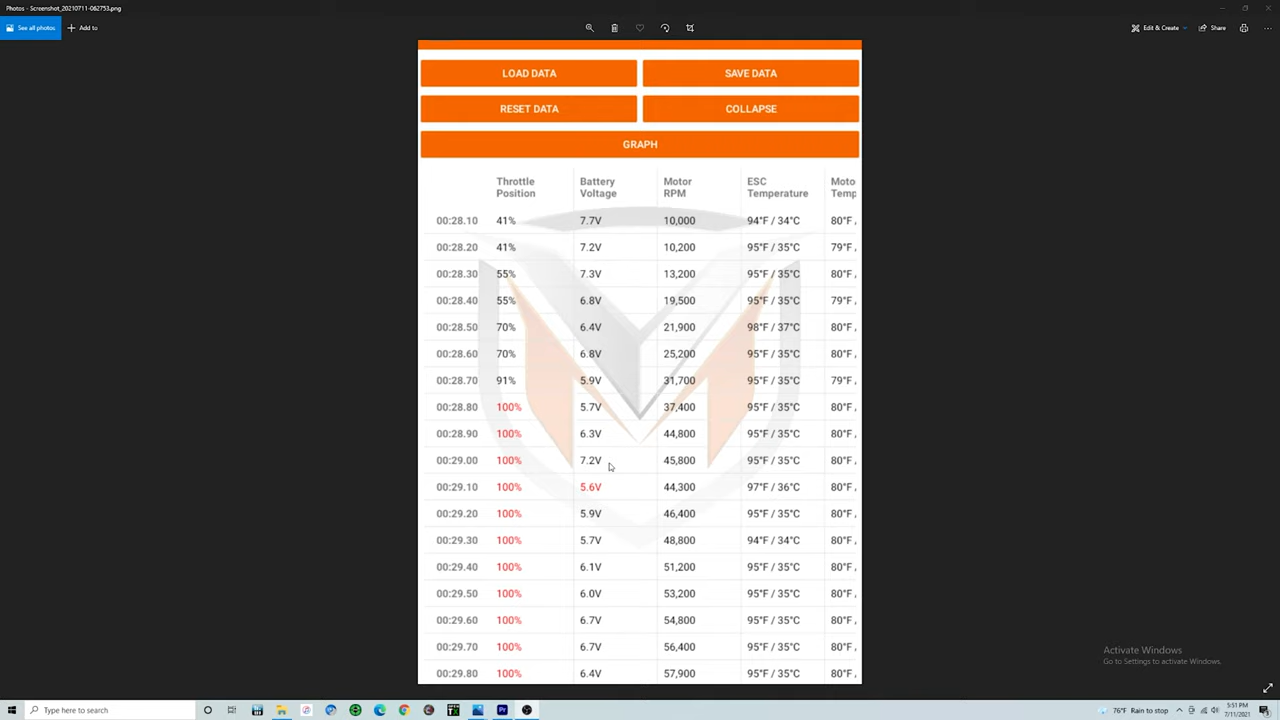 Photos - Screenshot_20210711-062753.png
See all photos
Add to
Edit & Create
Share
LOAD DATA
SAVE DATA
RESET DATA
COLLAPSE
GRAPH
Throttle Position
Battery Voltage
Motor RPM
ESC Temperature
Moto Temp
00:28.10 41% 7.7V 10,000 94°F / 34°C 80°F /
00:28.20 41% 7.2V 10,200 95°F / 35°C 79°F /
00:28.30 55% 7.3V 13,200 95°F / 35°C 80°F /
00:28.40 55% 6.8V 19,500 95°F / 35°C 79°F /
00:28.50 70% 6.4V 21,900 98°F / 37°C 80°F /
00:28.60 70% 6.8V 25,200 95°F / 35°C 80°F /
00:28.70 91% 5.9V 31,700 95°F / 35°C 79°F /
00:28.80 100% 5.7V 37,400 95°F / 35°C 80°F /
00:28.90 100% 6.3V 44,800 95°F / 35°C 80°F /
00:29.00 100% 7.2V 45,800 95°F / 35°C 80°F /
00:29.10 100% 5.6V 44,300 97°F / 36°C 80°F /
00:29.20 100% 5.9V 46,400 95°F / 35°C 80°F /
00:29.30 100% 5.7V 48,800 94°F / 34°C 80°F /
00:29.40 100% 6.1V 51,200 95°F / 35°C 80°F /
00:29.50 100% 6.0V 53,200 95°F / 35°C 80°F /
00:29.60 100% 6.7V 54,800 95°F / 35°C 80°F /
00:29.70 100% 6.7V 56,400 95°F / 35°C 80°F /
00:29.80 100% 6.4V 57,900 95°F / 35°C 80°F /
Activate Windows
Go to Settings to activate Windows.
Type here to search
76°F Rain to stop
5:51 PM
7/11/2021